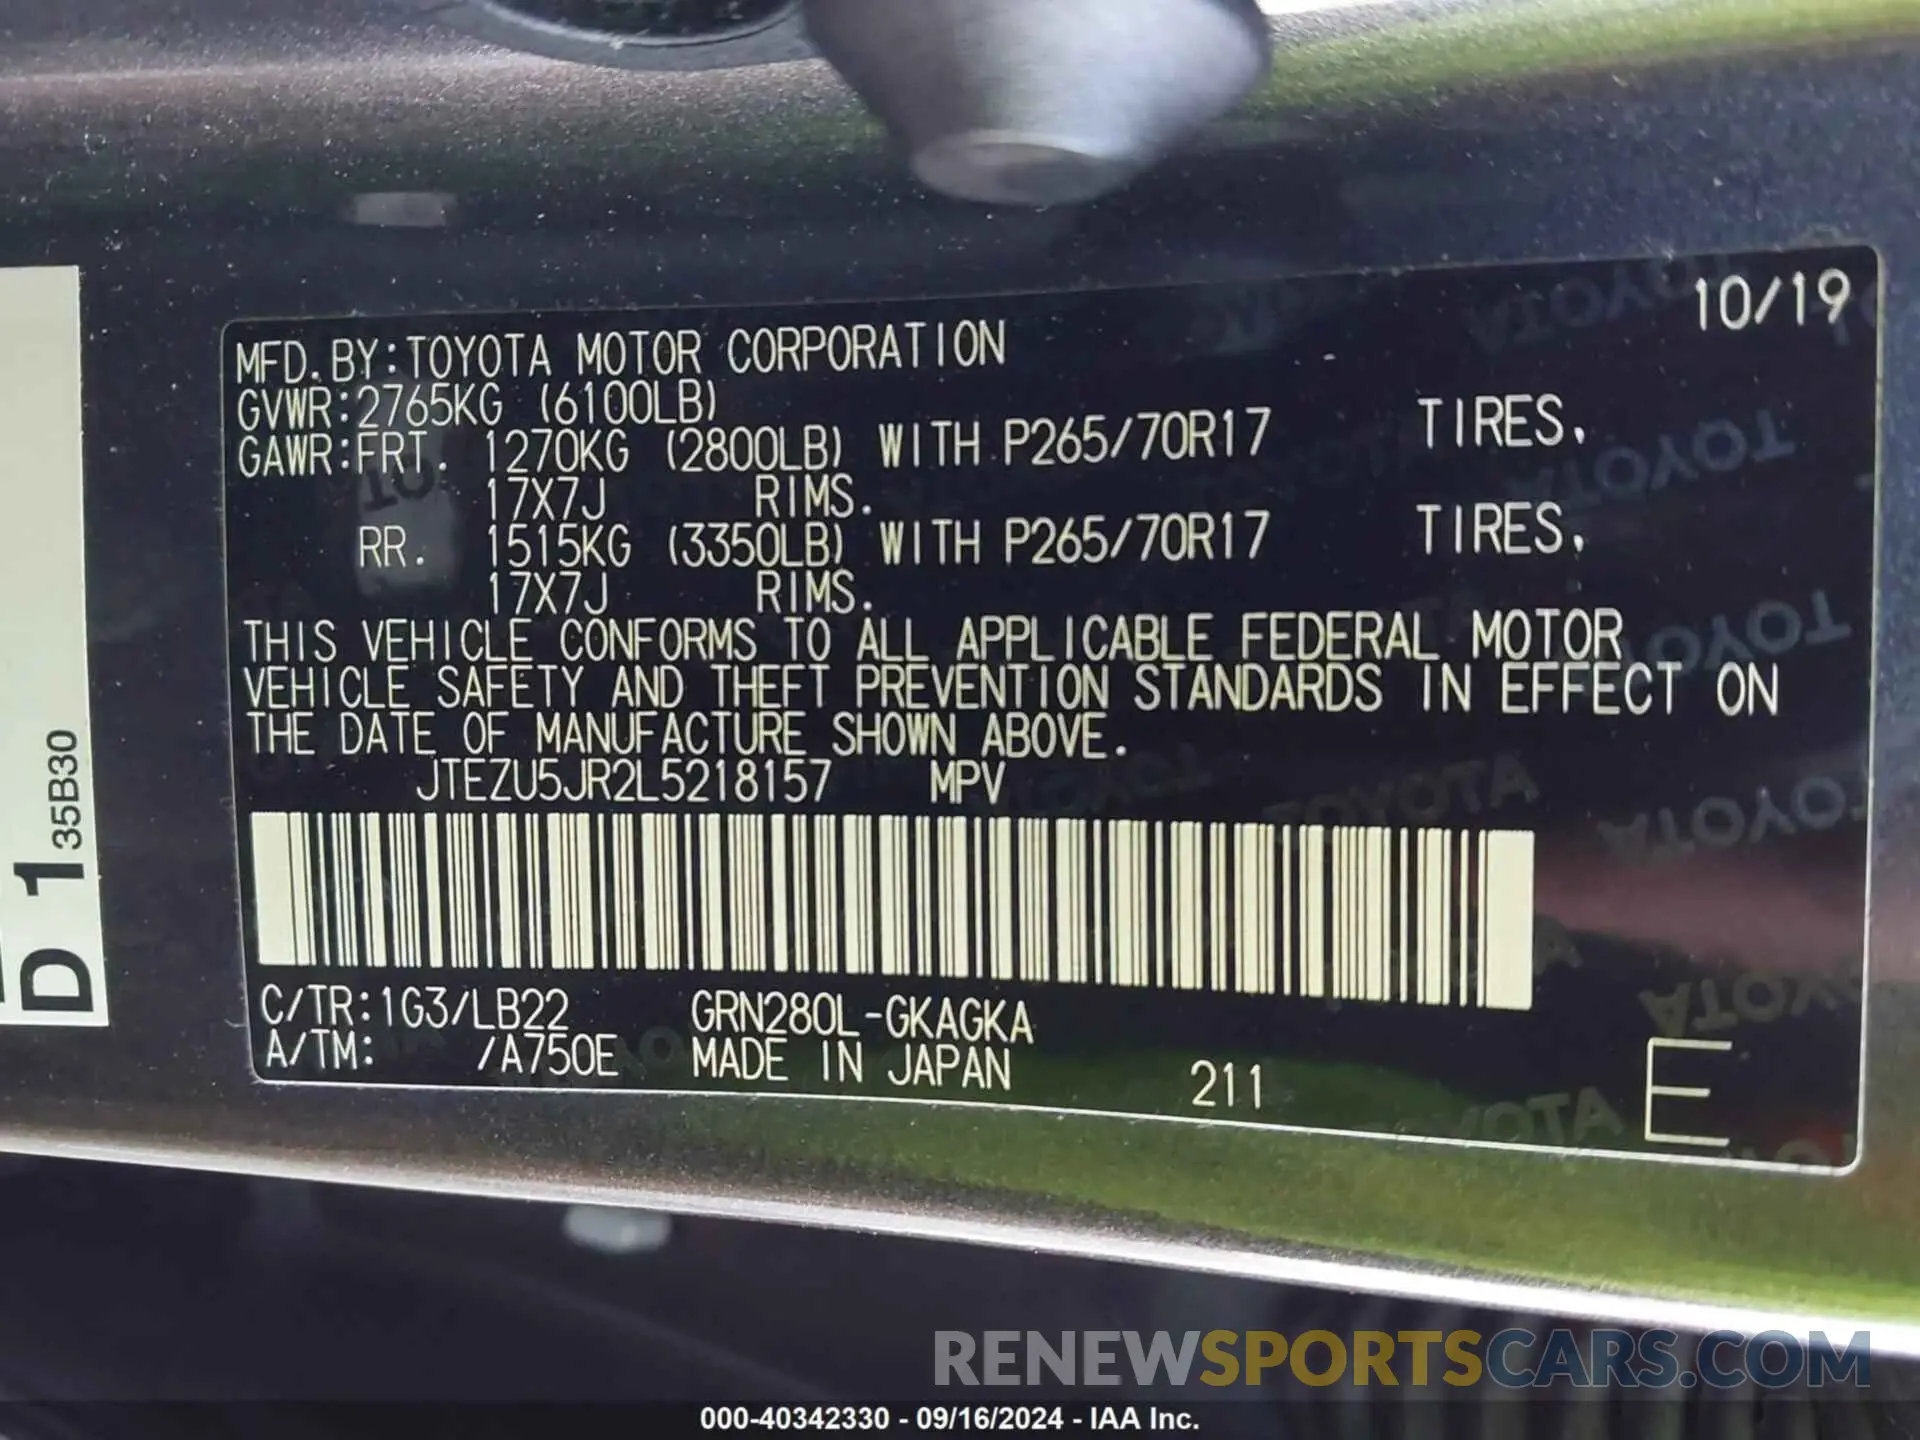 10/19
MFD.BY:TOYOTA MOTOR CORPORATION
GVWR:2765KG (6100LB)
GAWR:FRT. 1270KG (2800LB) WITH P265/70R17 TIRES,
17X7J RIMS.
RR. 1515KG (3350LB) WITH P265/70R17 TIRES,
17X7J RIMS.
THIS VEHICLE CONFORMS TO ALL APPLICABLE FEDERAL MOTOR
VEHICLE SAFETY AND THEFT PREVENTION STANDARDS IN EFFECT ON
THE DATE OF MANUFACTURE SHOWN ABOVE.
JTEZU5JR2L5218157 MPV
C/TR:1G3/LB22 GRN280L-GKAGKA
A/TM: /A750E MADE IN JAPAN 211 E
D 1 35B30
RENEWSPORTSCARS.COM
000-40342330 - 09/16/2024 - IAA Inc.